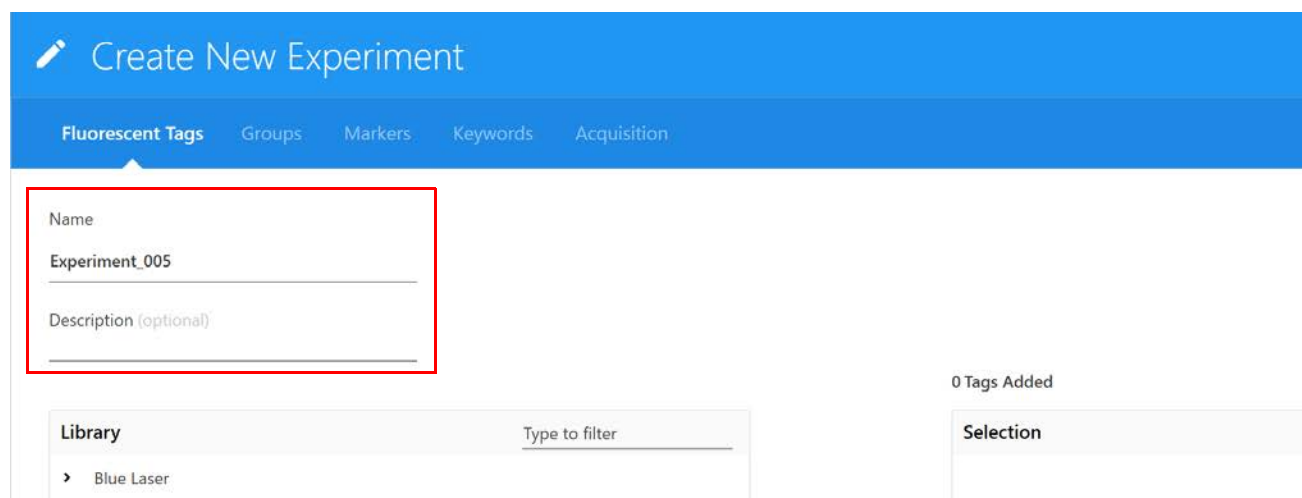 Create New Experiment
Fluorescent Tags Groups Markers Keywords Acquisition
Name
Experiment_005
Description (optional)
0 Tags Added
Library Type to filter
Selection
Blue Laser